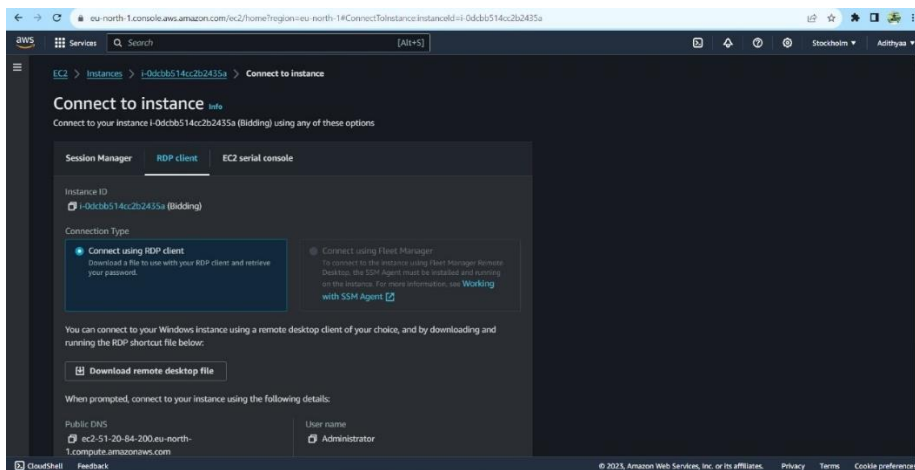 eu-north-1.console.aws.amazon.com/ec2/home?region=eu-north-1#ConnectToInstance:instanceId=i-0dcbb514cc2b2435a
aws Services Search [Alt+S] Stockholm Adithyaa
EC2 > Instances > i-0dcbb514cc2b2435a > Connect to instance
Connect to instance Info
Connect to your instance i-0dcbb514cc2b2435a (Bidding) using any of these options
Session Manager RDP client EC2 serial console
Instance ID
i-0dcbb514cc2b2435a (Bidding)
Connection Type
Connect using RDP client
Download a file to use with your RDP client and retrieve
your password.
Connect using Fleet Manager
To connect to the instance using Fleet Manager Remote
Desktop, the SSM Agent must be installed and running
on the instance. For more information, see Working
with SSM Agent
You can connect to your Windows instance using a remote desktop client of your choice, and by downloading and
running the RDP shortcut file below:
Download remote desktop file
When prompted, connect to your instance using the following details:
Public DNS
ec2-51-20-84-200.eu-north-
1.compute.amazonaws.com
User name
Administrator
CloudShell Feedback © 2023, Amazon Web Services, Inc. or its affiliates. Privacy Terms Cookie preferences